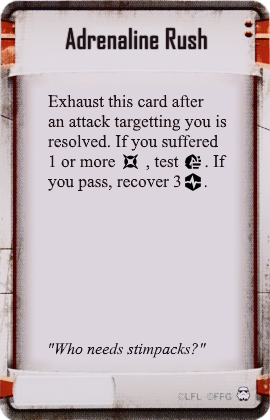 Adrenaline Rush
Exhaust this card after
an attack targetting you is
resolved. If you suffered
1 or more , test . If
you pass, recover 3 .
"Who needs stimpacks?"
©LFL ©FFG